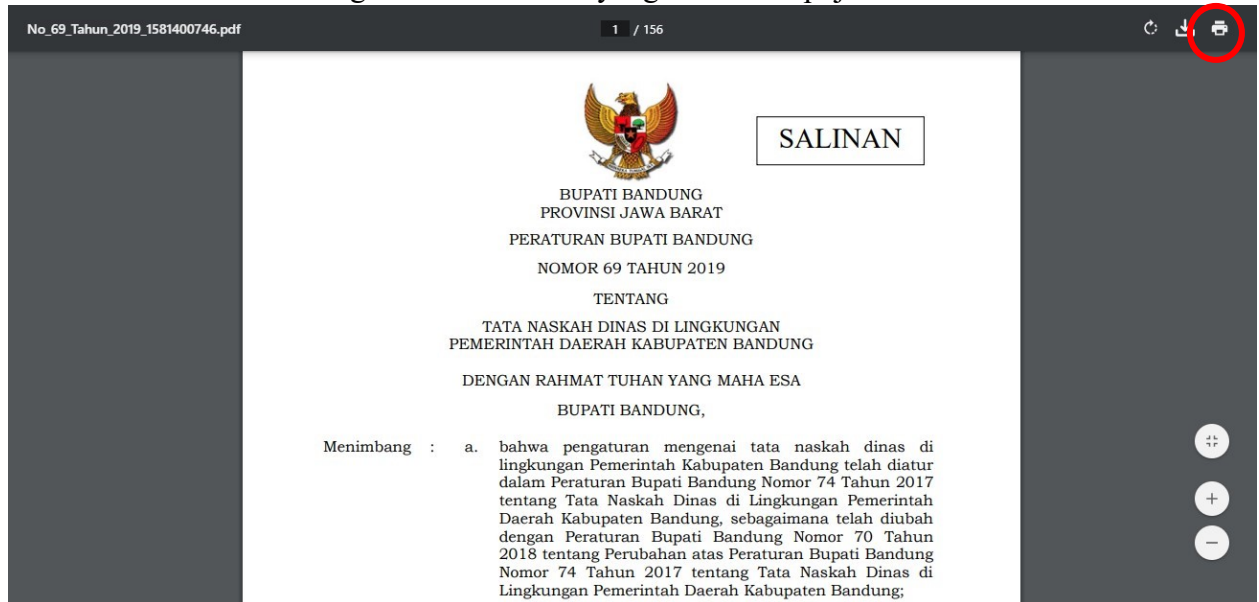 No_69_Tahun_2019_1581400746.pdf
1 / 156
SALINAN
BUPATI BANDUNG
PROVINSI JAWA BARAT
PERATURAN BUPATI BANDUNG
NOMOR 69 TAHUN 2019
TENTANG
TATA NASKAH DINAS DI LINGKUNGAN
PEMERINTAH DAERAH KABUPATEN BANDUNG
DENGAN RAHMAT TUHAN YANG MAHA ESA
BUPATI BANDUNG,
Menimbang : a. bahwa pengaturan mengenai tata naskah dinas di
lingkungan Pemerintah Kabupaten Bandung telah diatur
dalam Peraturan Bupati Bandung Nomor 74 Tahun 2017
tentang Tata Naskah Dinas di Lingkungan Pemerintah
Daerah Kabupaten Bandung, sebagaimana telah diubah
dengan Peraturan Bupati Bandung Nomor 70 Tahun
2018 tentang Perubahan atas Peraturan Bupati Bandung
Nomor 74 Tahun 2017 tentang Tata Naskah Dinas di
Lingkungan Pemerintah Daerah Kabupaten Bandung;